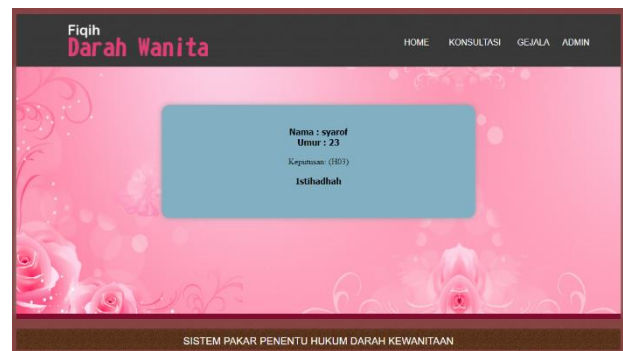 Fiqih
Darah Wanita
HOME KONSULTASI GEJALA ADMIN
Nama : syarof
Umur : 23
Keputusan: (H03)
Istihadhah
SISTEM PAKAR PENENTU HUKUM DARAH KEWANITAAN